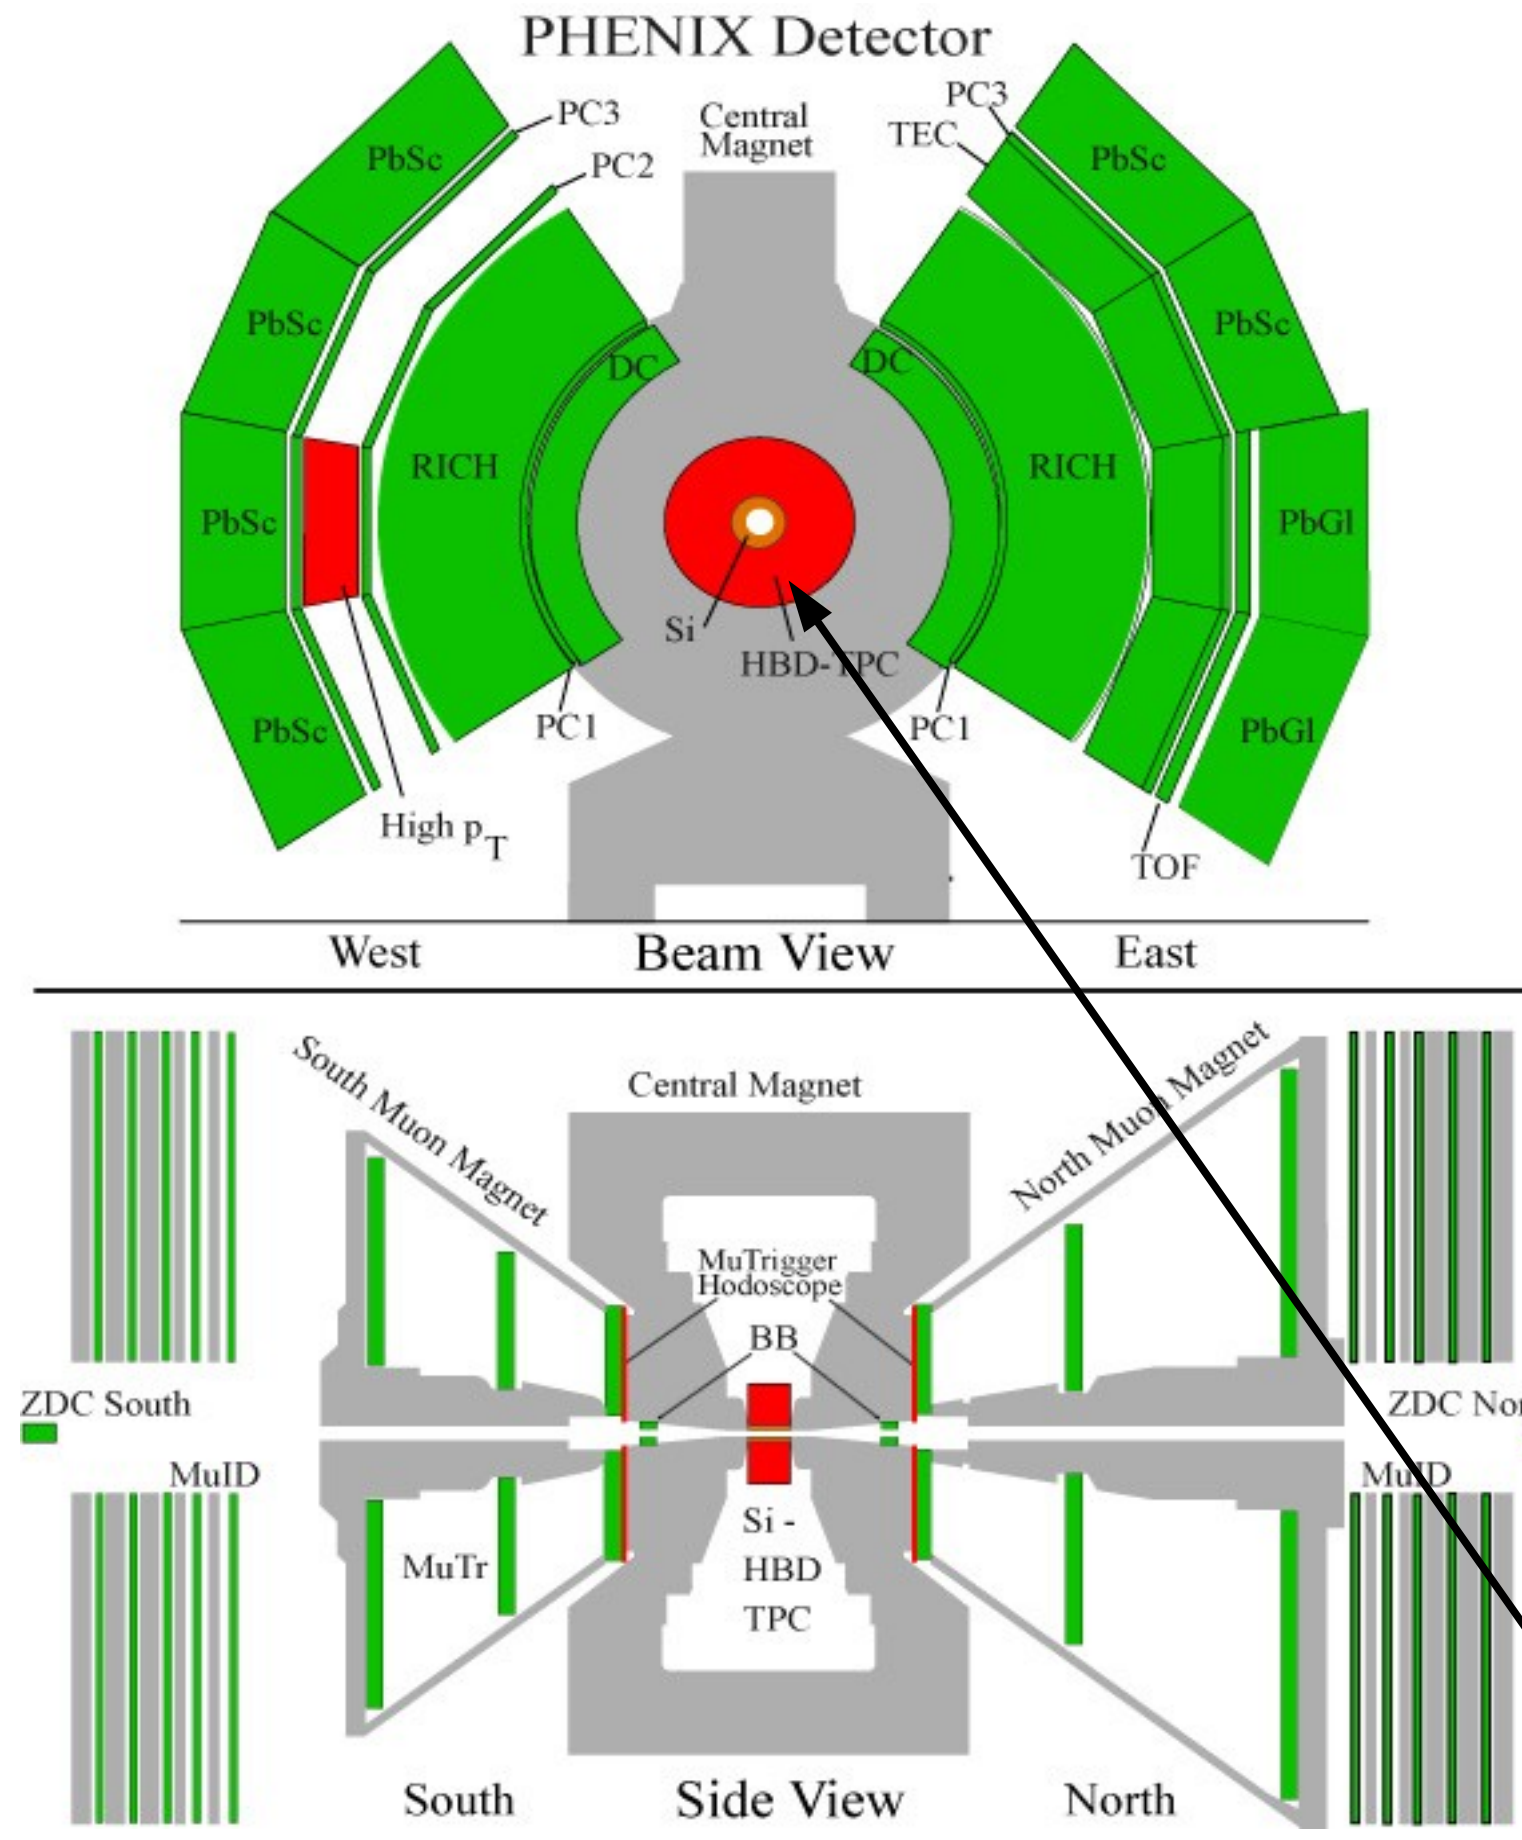 PHENIX Detector
PC3
Central
Magnet
PC3
TEC
PbSc
PC2
PbSc
PbSc
DC
DC
PbSc
RICH
RICH
PbSc
PbGl
Si
HBD-TPC
PbSc
PC1
PC1
PbGl
High pT
TOF
West
Beam View
East
South Muon Magnet
Central Magnet
North Muon Magnet
MuTrigger
Hodoscope
BB
ZDC South
ZDC Nor
MuID
MuID
Si -
MuTr
HBD
TPC
South
Side View
North